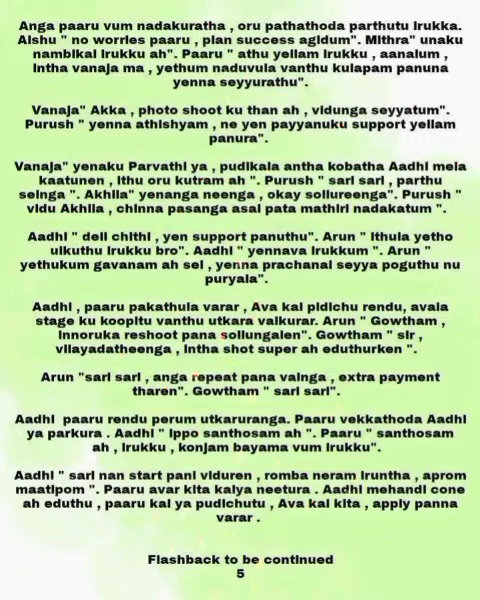 Anga paaru vum nadakuratha , oru pathathoda parthutu irukka.
Aishu " no worries paaru , plan success agidum". Mithra" unaku
nambikai irukku ah". Paaru " athu yellam irukku , aanalum ,
intha vanaja ma , yethum naduvula vanthu kulapam panuna
yenna seyyurathu".
Vanaja" Akka , photo shoot ku than ah , vidunga seyyatum".
Purush " yenna athishyam , ne yen payyanuku support yellam
panura".
Vanaja" yenaku Parvathi ya , pudikala antha kobatha Aadhi mela
kaatunen , ithu oru kutram ah ". Purush " sari sari , parthu
seinga ". Akhila" yenanga neenga , okay sollureenga". Purush "
vidu Akhila , chinna pasanga asai pata mathiri nadakatum ".
Aadhi " dell chithi , yen support panuthu". Arun " Ithula yetho
ulkuthu irukku bro". Aadhi " yennava irukkum ". Arun "
yethukum gavanam ah sei , yenna prachanai seyya poguthu nu
puryala".
Aadhi , paaru pakathula varar , Ava kai pidichu rendu, avala
stage ku koopitu vanthu utkara vaikurar. Arun " Gowtham ,
innoruka reshoot pana sollungalen". Gowtham " sir ,
vilayadatheenga , intha shot super ah eduthurken ".
Arun "sari sari , anga repeat pana vainga , extra payment
tharen". Gowtham " sari sari".
Aadhi  paaru rendu perum utkaruranga. Paaru vekkathoda Aadhi
ya parkura . Aadhi " ippo santhosam ah ". Paaru " santhosam
ah , irukku , konjam bayama vum irukku".
Aadhi " sari nan start pani viduren , romba neram iruntha , aprom
maatipom ". Paaru avar kita kaiya neetura . Aadhi mehandi cone
ah eduthu , paaru kai ya pudichutu , Ava kai kita , apply panna
varar .
Flashback to be continued
5